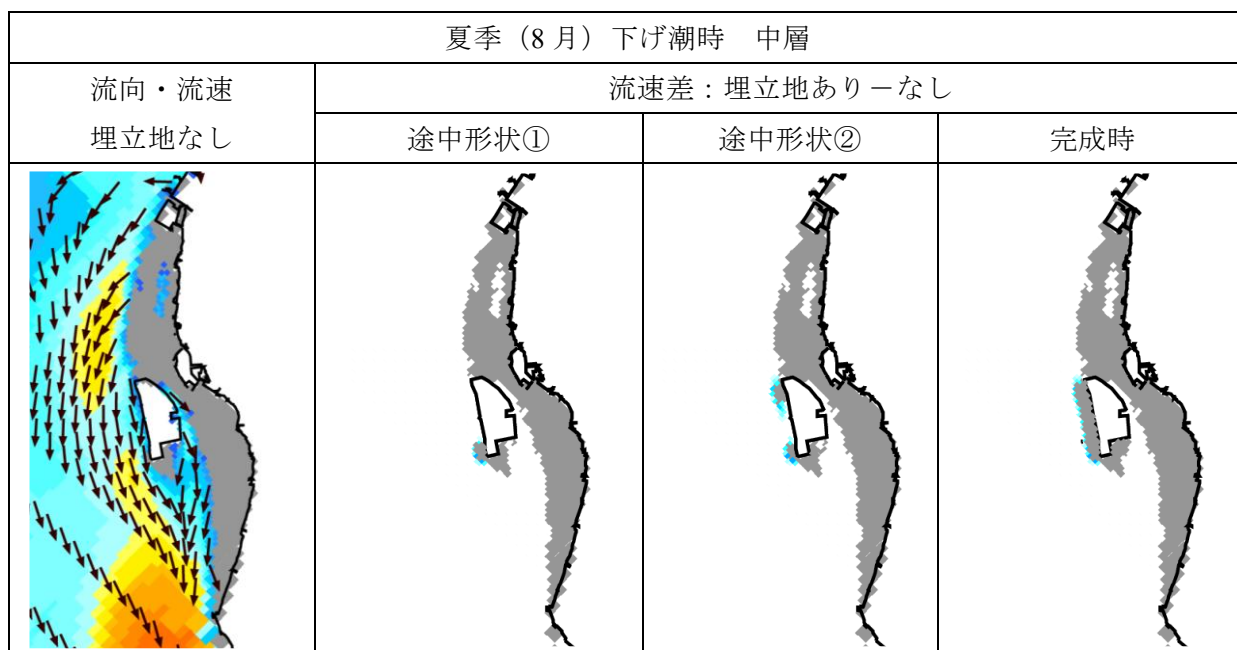 夏季（8月）下げ潮時　中層
流向・流速
埋立地なし
流速差：埋立地あり－なし
途中形状①
途中形状②
完成時